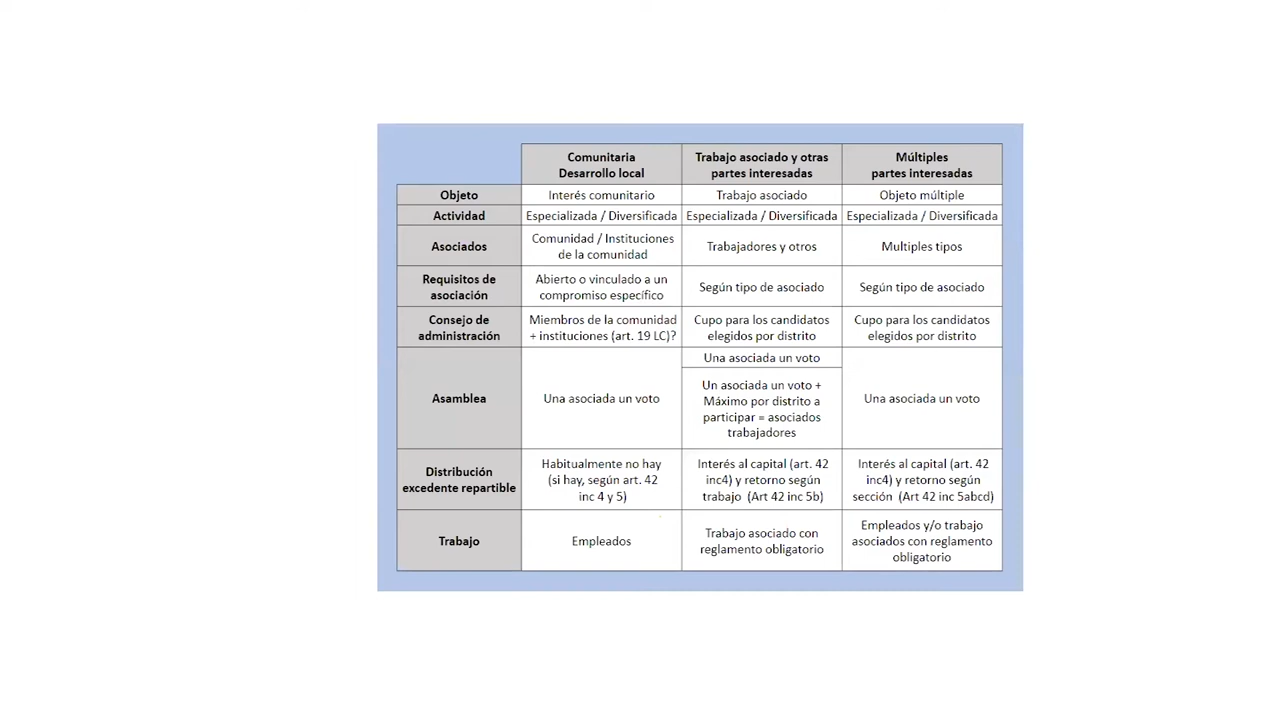 Comunitaria
Desarrollo local
Trabajo asociado y otras
partes interesadas
Múltiples
partes interesadas
Objeto
Interés comunitario
Trabajo asociado
Objeto múltiple
Actividad
Especializada / Diversificada
Especializada / Diversificada
Especializada / Diversificada
Asociados
Comunidad / Instituciones
de la comunidad
Trabajadores y otros
Multiples tipos
Requisitos de
asociación
Abierto o vinculado a un
compromiso específico
Según tipo de asociado
Según tipo de asociado
Consejo de
administración
Miembros de la comunidad
+ instituciones (art. 19 LC)?
Cupo para los candidatos
elegidos por distrito
Cupo para los candidatos
elegidos por distrito
Asamblea
Una asociada un voto
Una asociada un voto
Un asociada un voto +
Máximo por distrito a
participar = asociados
trabajadores
Una asociada un voto
Distribución
excedente repartible
Habitualmente no hay
(si hay, según art. 42
inc 4 y 5)
Interés al capital (art. 42
inc4) y retorno según
trabajo (Art 42 inc 5b)
Interés al capital (art. 42
inc4) y retorno según
sección (Art 42 inc 5abcd)
Trabajo
Empleados
Trabajo asociado con
reglamento obligatorio
Empleados y/o trabajo
asociados con reglamento
obligatorio